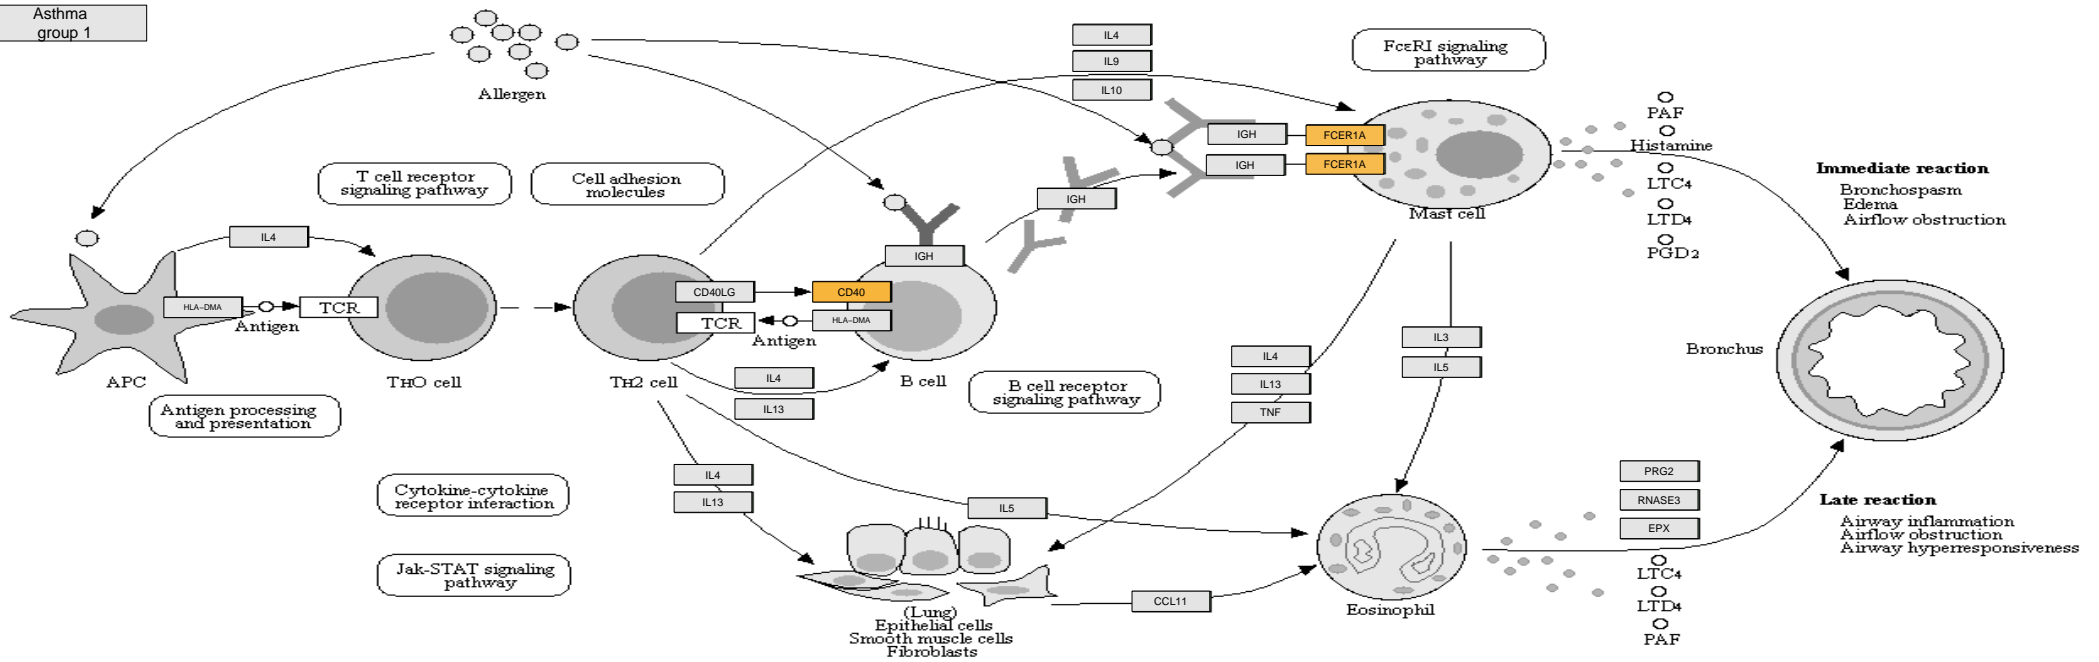 Asthma
group 1
Allergen
IL4
IL9
IL10
FcεRI signaling
pathway
PAF
Histamine
LTC4
LTD4
PGD2
IGH
FCER1A
IGH
FCER1A
Mast cell
Immediate reaction
Bronchospasm
Edema
Airflow obstruction
T cell receptor
signaling pathway
Cell adhesion
molecules
IGH
IL4
IGH
HLA-DMA
Antigen
TCR
CD40LG
CD40
TCR
HLA-DMA
Antigen
APC
TH0 cell
TH2 cell
B cell
IL4
IL13
B cell receptor
signaling pathway
IL4
IL13
TNF
IL3
IL5
Bronchus
Antigen processing
and presentation
IL4
IL13
IL5
Cytokine-cytokine
receptor inferaction
Jak-STAT signaling
pathway
(Lung)
Epithelial cells
Smooth muscle cells
Fibroblasts
CCL11
Eosinophil
PRG2
RNASE3
EPX
LTC4
LTD4
PAF
Late reaction
Airway inflammation
Airflow obstruction
Airway hyperresponsiveness